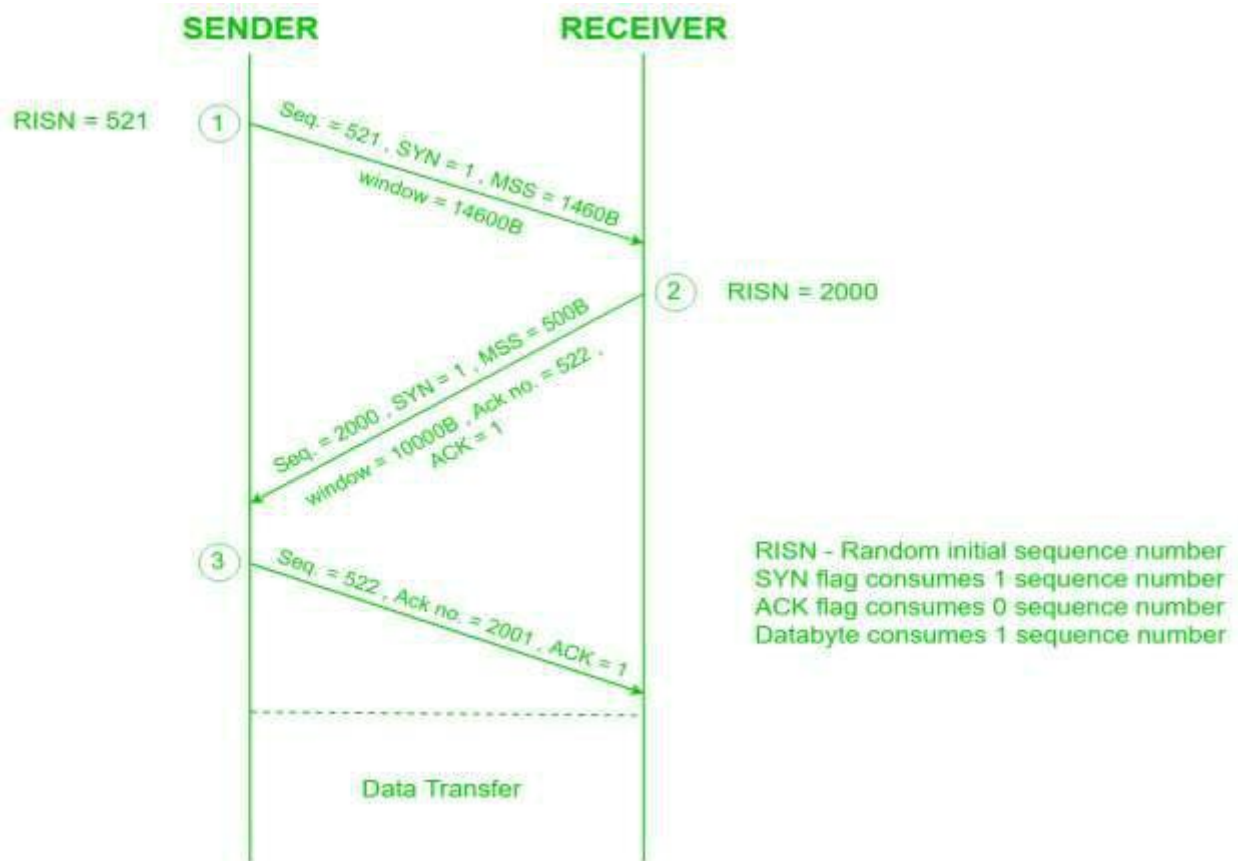 SENDER
RECEIVER
RISN = 521
1
Seq. = 521 , SYN = 1 , MSS = 1460B
window = 14600B
2
RISN = 2000
Seq. = 2000 , SYN = 1 , MSS = 500B
window = 10000B , Ack no. = 522 ,
ACK = 1
3
Seq. = 522 , Ack no. = 2001 , ACK = 1
RISN - Random initial sequence number
SYN flag consumes 1 sequence number
ACK flag consumes 0 sequence number
Databyte consumes 1 sequence number
Data Transfer